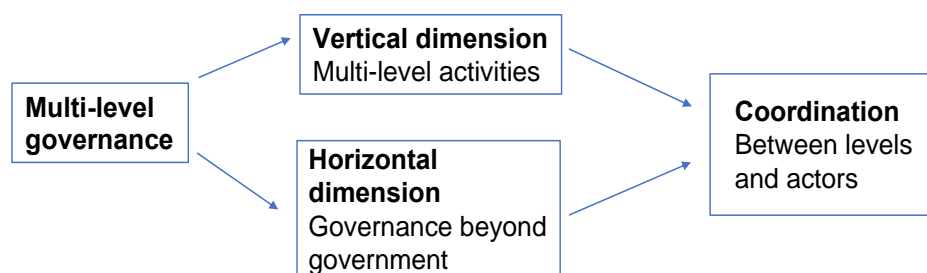 Multi-level
governance
Vertical dimension
Multi-level activities
Horizontal
dimension
Governance beyond
government
Coordination
Between levels
and actors